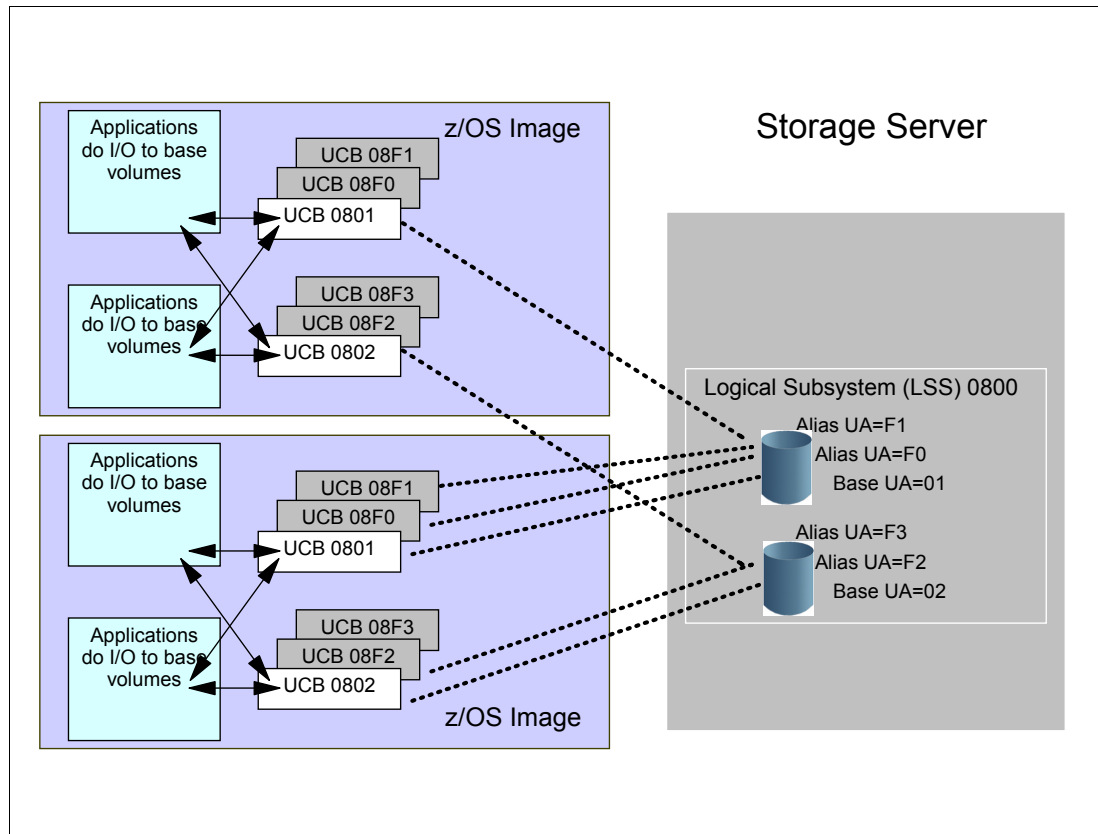 z/OS Image
Applications
do I/O to base
volumes
UCB 08F1
UCB 08F0
UCB 0801
Applications
do I/O to base
volumes
UCB 08F3
UCB 08F2
UCB 0802
Applications
do I/O to base
volumes
UCB 08F1
UCB 08F0
UCB 0801
Applications
do I/O to base
volumes
UCB 08F3
UCB 08F2
UCB 0802
z/OS Image
Storage Server
Logical Subsystem (LSS) 0800
Alias UA=F1
Alias UA=F0
Base UA=01
Alias UA=F3
Alias UA=F2
Base UA=02